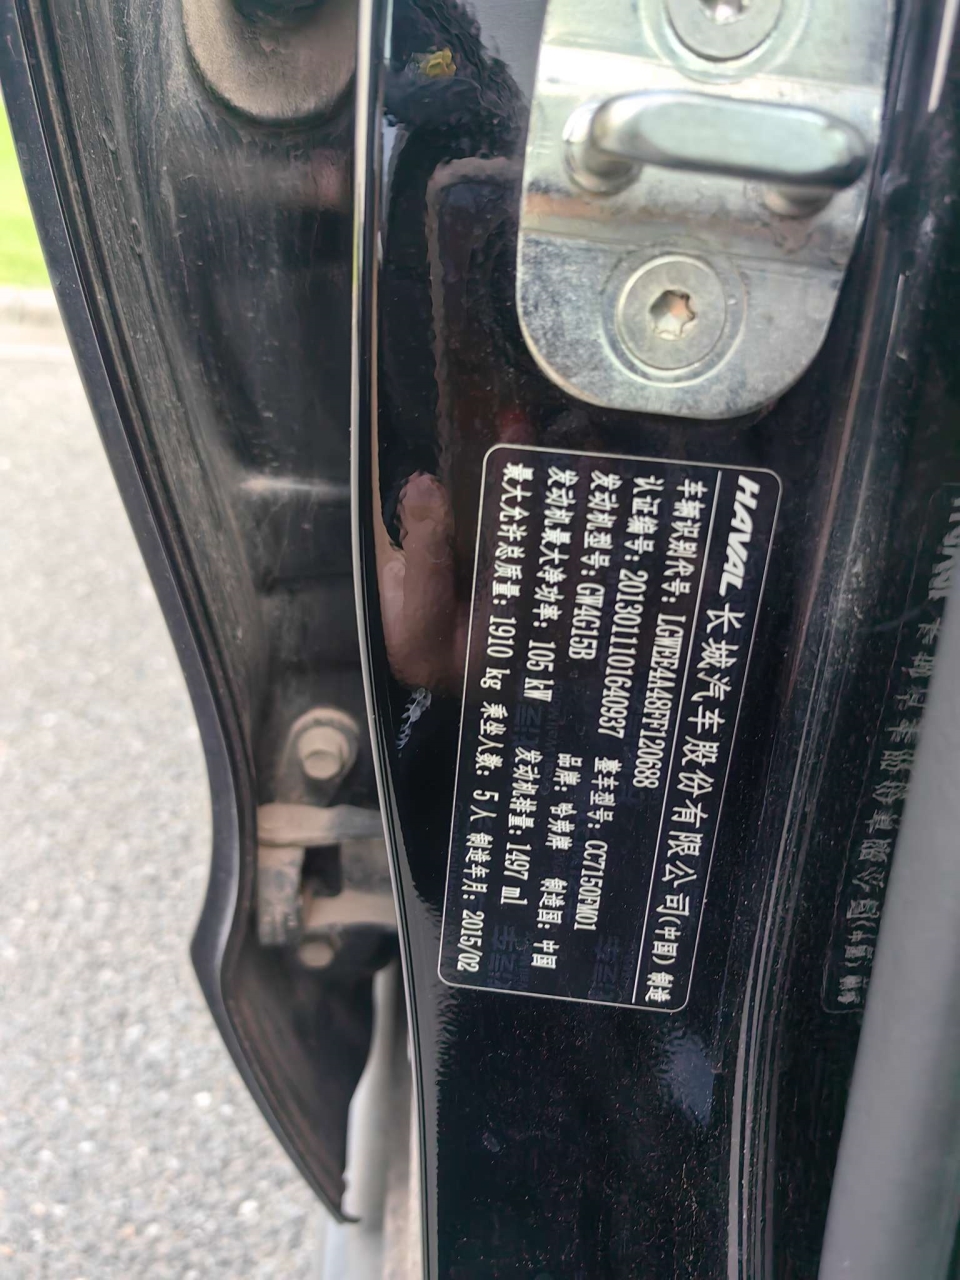 HAVAL 长城汽车股份有限公司(中国) 制造
车辆识别代号: LGWEE4A48FF120688
认证编号: 2013011101640937 整车型号: CC7150FM01
发动机型号: GW4G15B 品牌: 哈弗牌 制造国: 中国
发动机最大净功率: 105 kW 发动机排量: 1497 ml
最大允许总质量: 1910 kg 乘坐人数: 5人 制造年月: 2015/02